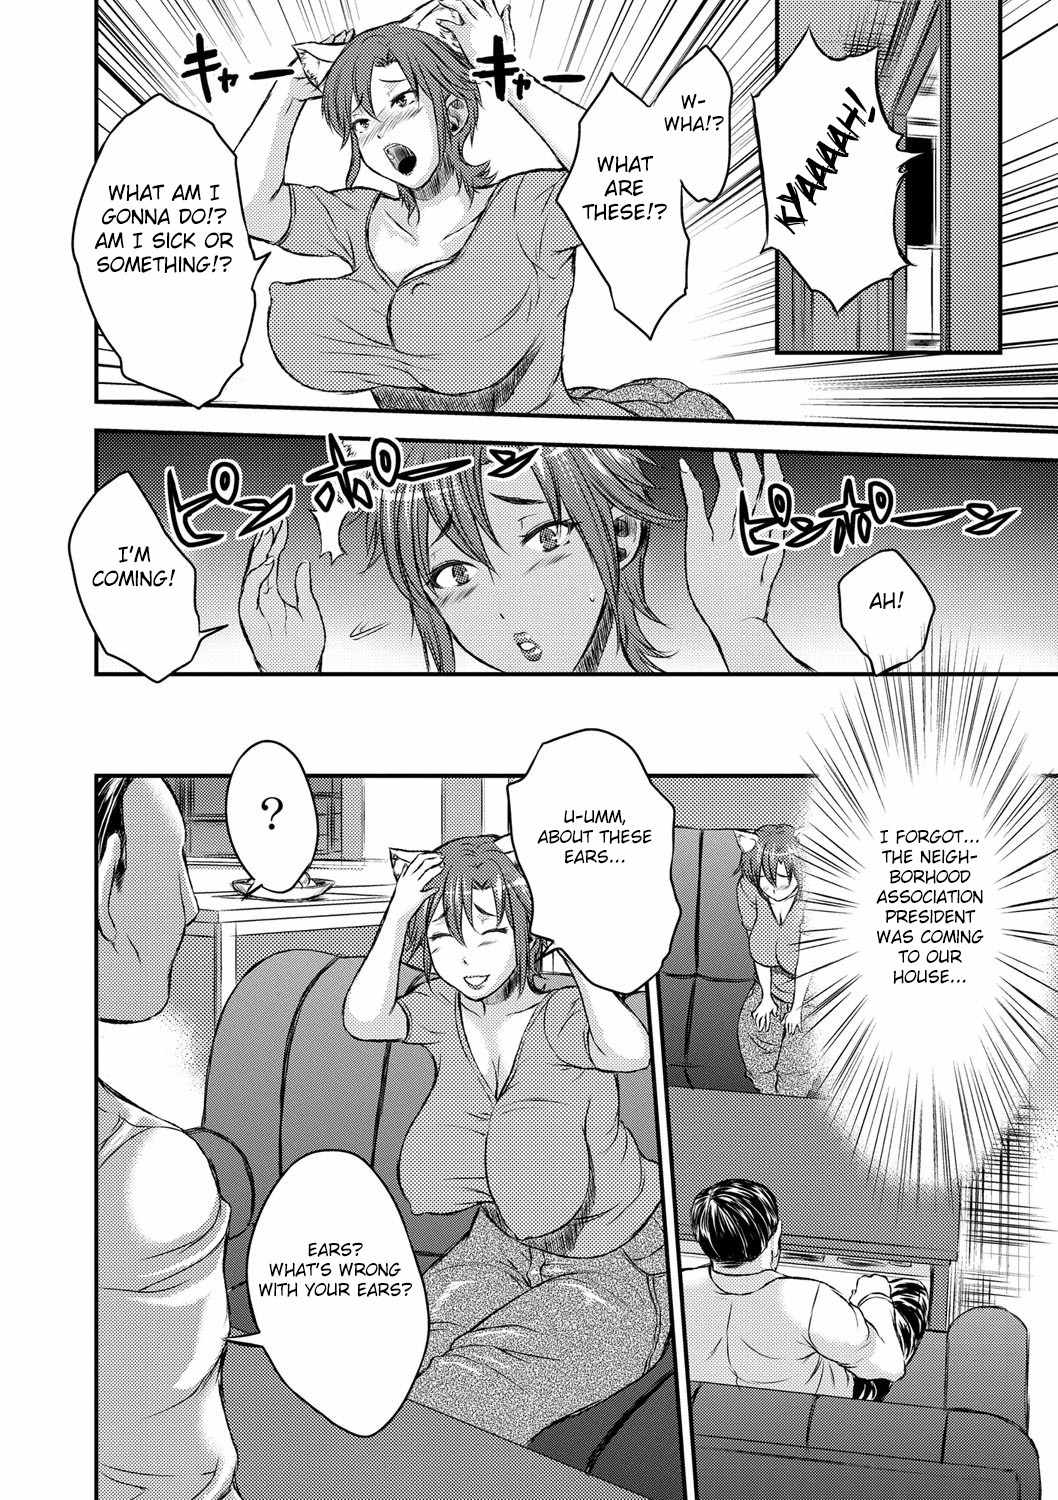 KYAAAAH!
W-
WHA!?
WHAT
ARE
THESE!?
キャー
キャー
WHAT AM I
GONNA DO!?
AM I SICK OR
SOMETHING!?
ピンポーン
AH!
ピンポーン
I'M
COMING!
I FORGOT...
THE NEIGH-
BORHOOD
ASSOCIATION
PRESIDENT
WAS COMING
TO OUR
HOUSE...
U-UMM,
ABOUT THESE
EARS...
?
EARS?
WHAT'S WRONG
WITH YOUR EARS?